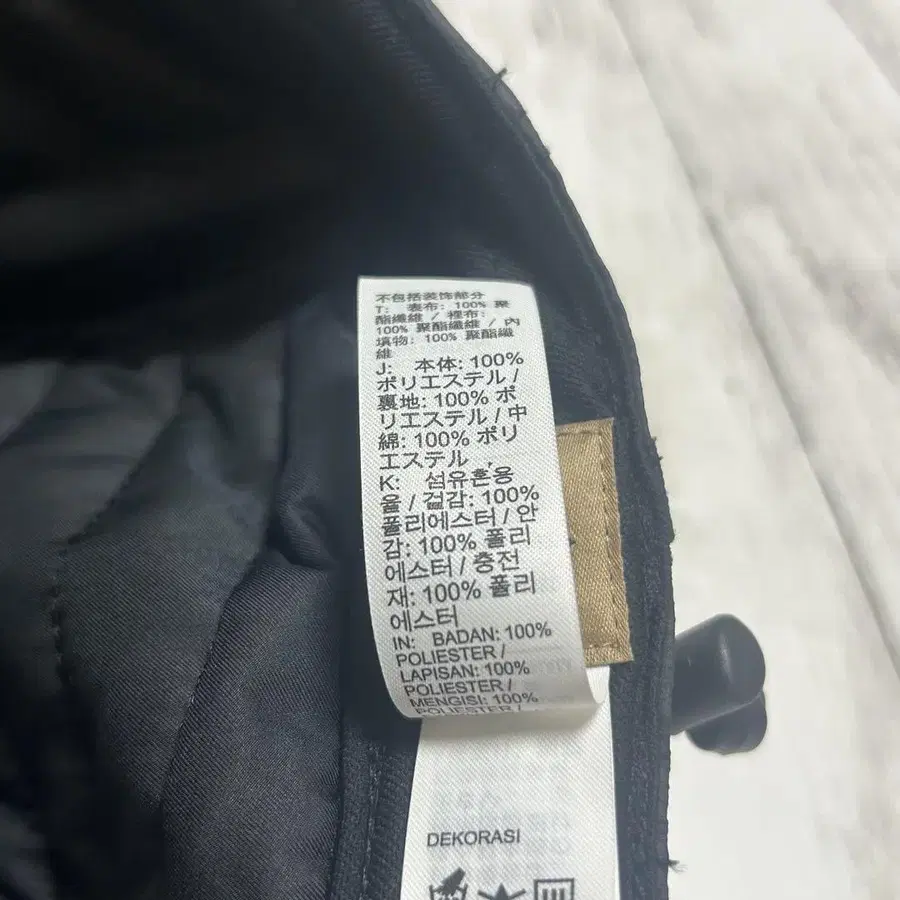 不包括装饰部分
T: 表布: 100% 聚
酯纖維 / 裡布:
100% 聚酯纖維 / 內
填物: 100% 聚酯纖
維
J: 本体: 100%
ポリエステル /
裏地: 100% ポ
リエステル / 中
綿: 100% ポリ
エステル
K: 섬유혼용
율 / 겉감: 100%
폴리에스터 / 안
감: 100% 폴리
에스터 / 충전
재: 100% 폴리
에스터
IN: BADAN: 100%
POLIESTER /
LAPISAN: 100%
POLIESTER /
MENGISI: 100%
POLIESTER /
DEKORASI